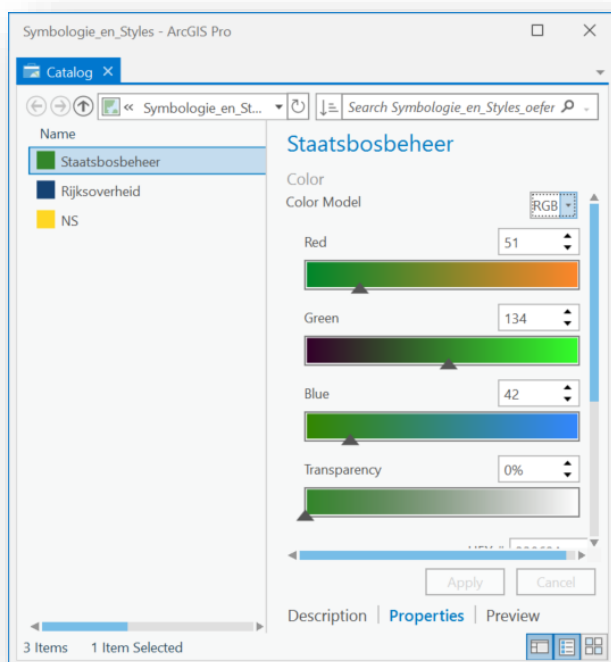 Symbologie_en_Styles - ArcGIS Pro
Catalog
« Symbologie_en_St...
Search Symbologie_en_Styles_oefer
Name
Staatsbosbeheer
Rijksoverheid
NS
Staatsbosbeheer
Color
Color Model
RGB
Red
51
Green
134
Blue
42
Transparency
0%
Apply
Cancel
Description
Properties
Preview
3 Items
1 Item Selected